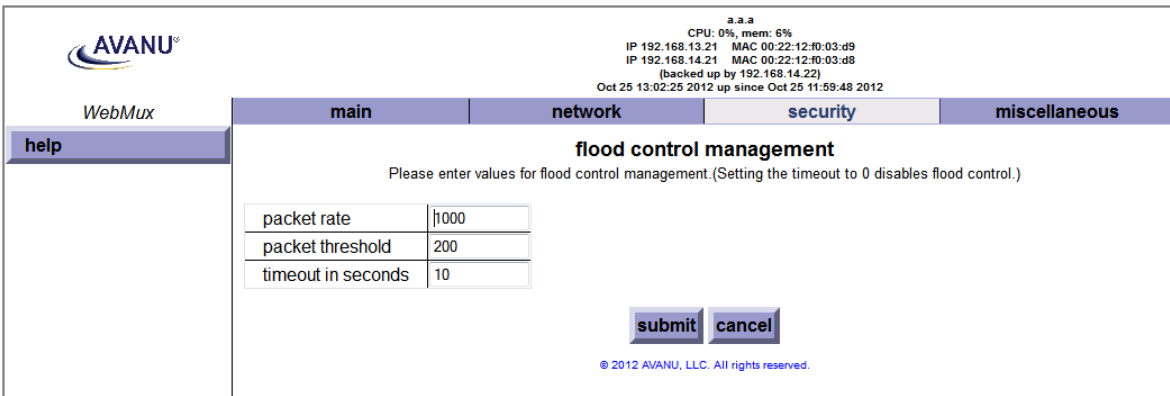 AVANU®
a.a.a
CPU: 0%, mem: 6%
IP 192.168.13.21 MAC 00:22:12:f0:03:d9
IP 192.168.14.21 MAC 00:22:12:f0:03:d8
(backed up by 192.168.14.22)
Oct 25 13:02:25 2012 up since Oct 25 11:59:48 2012
WebMux
main network security miscellaneous
help
flood control management
Please enter values for flood control management.(Setting the timeout to 0 disables flood control.)
packet rate 1000
packet threshold 200
timeout in seconds 10
submit cancel
© 2012 AVANU, LLC. All rights reserved.